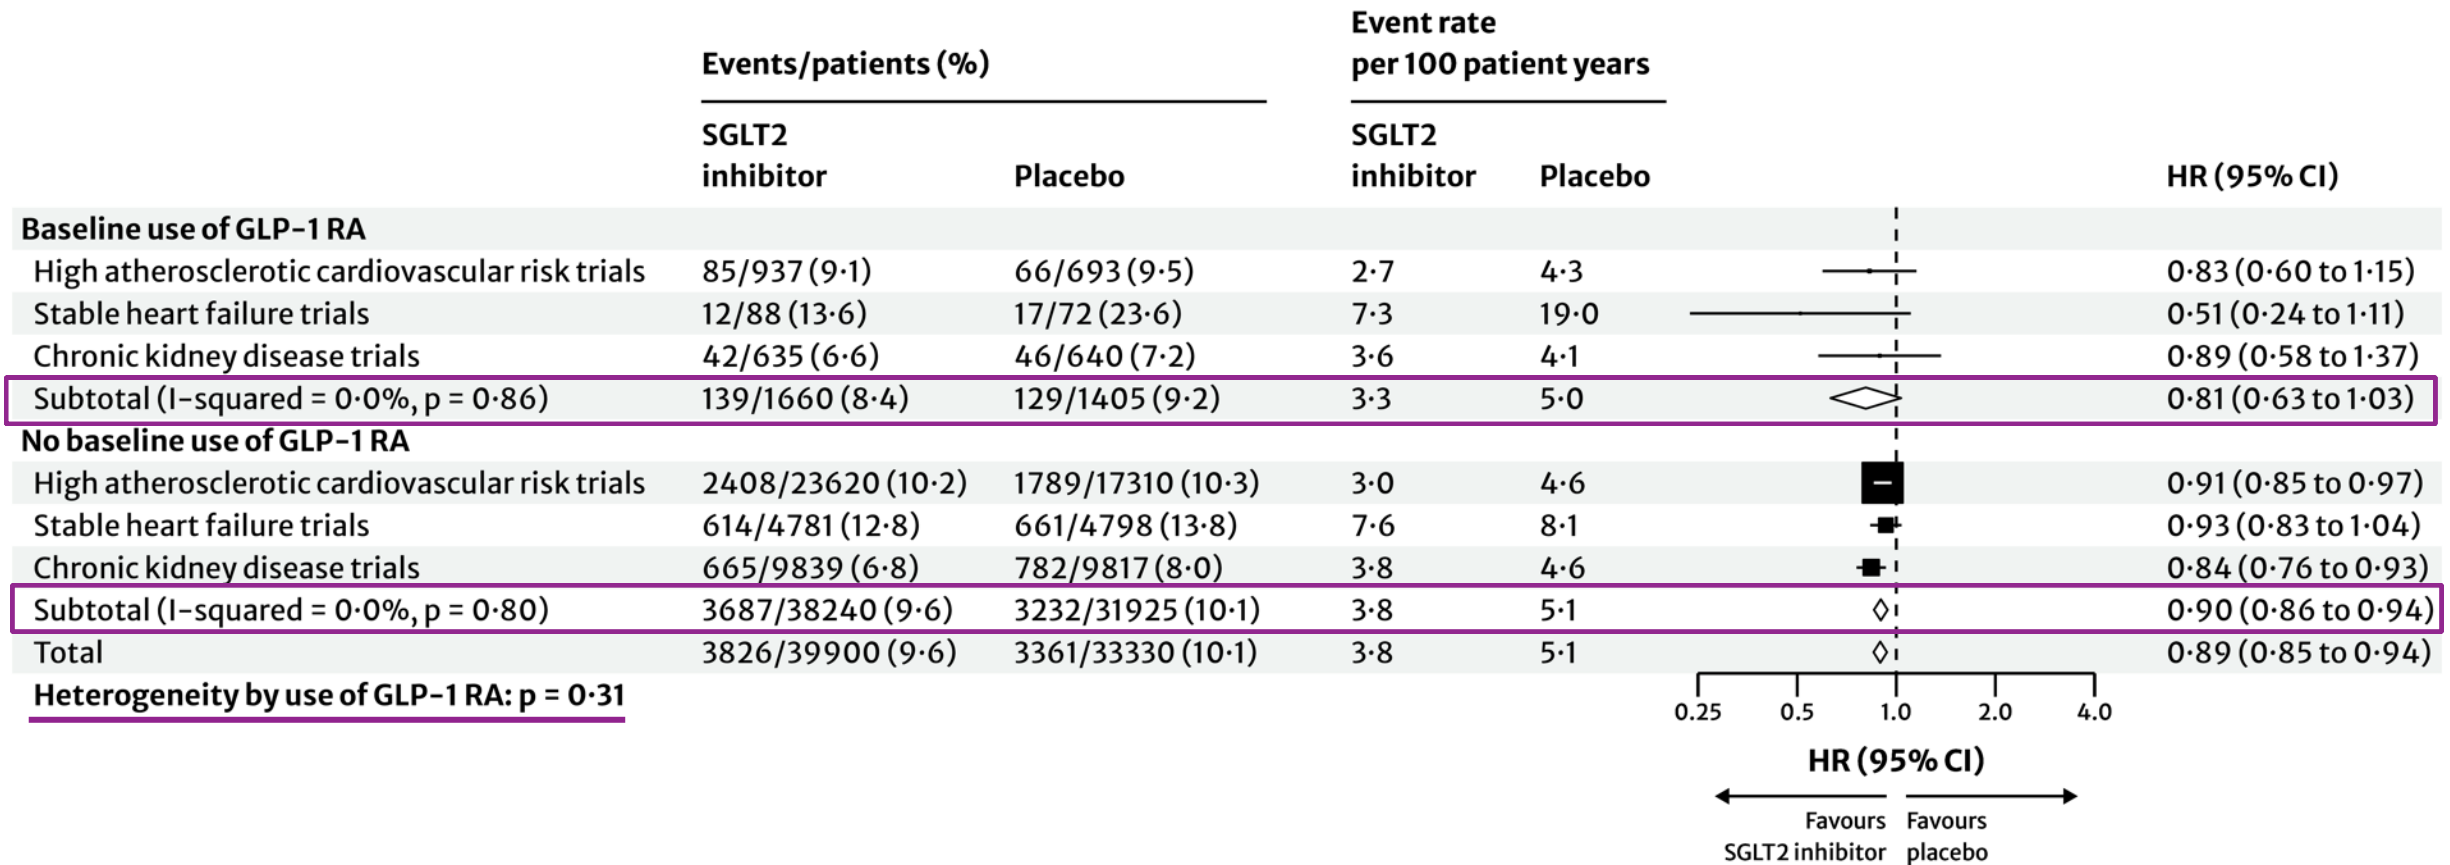 Events/patients (%)
Event rate
per 100 patient years
SGLT2
inhibitor
Placebo
SGLT2
inhibitor
Placebo
HR (95% CI)
Baseline use of GLP-1 RA
High atherosclerotic cardiovascular risk trials 85/937 (9·1) 66/693 (9·5) 2·7 4·3 0·83 (0·60 to 1·15)
Stable heart failure trials 12/88 (13·6) 17/72 (23·6) 7·3 19·0 0·51 (0·24 to 1·11)
Chronic kidney disease trials 42/635 (6·6) 46/640 (7·2) 3·6 4·1 0·89 (0·58 to 1·37)
Subtotal (I-squared = 0·0%, p = 0·86) 139/1660 (8·4) 129/1405 (9·2) 3·3 5·0 0·81 (0·63 to 1·03)
No baseline use of GLP-1 RA
High atherosclerotic cardiovascular risk trials 2408/23620 (10·2) 1789/17310 (10·3) 3·0 4·6 0·91 (0·85 to 0·97)
Stable heart failure trials 614/4781 (12·8) 661/4798 (13·8) 7·6 8·1 0·93 (0·83 to 1·04)
Chronic kidney disease trials 665/9839 (6·8) 782/9817 (8·0) 3·8 4·6 0·84 (0·76 to 0·93)
Subtotal (I-squared = 0·0%, p = 0·80) 3687/38240 (9·6) 3232/31925 (10·1) 3·8 5·1 0·90 (0·86 to 0·94)
Total 3826/39900 (9·6) 3361/33330 (10·1) 3·8 5·1 0·89 (0·85 to 0·94)
Heterogeneity by use of GLP-1 RA: p = 0·31
0.25 0.5 1.0 2.0 4.0
HR (95% CI)
Favours
SGLT2 inhibitor
Favours
placebo